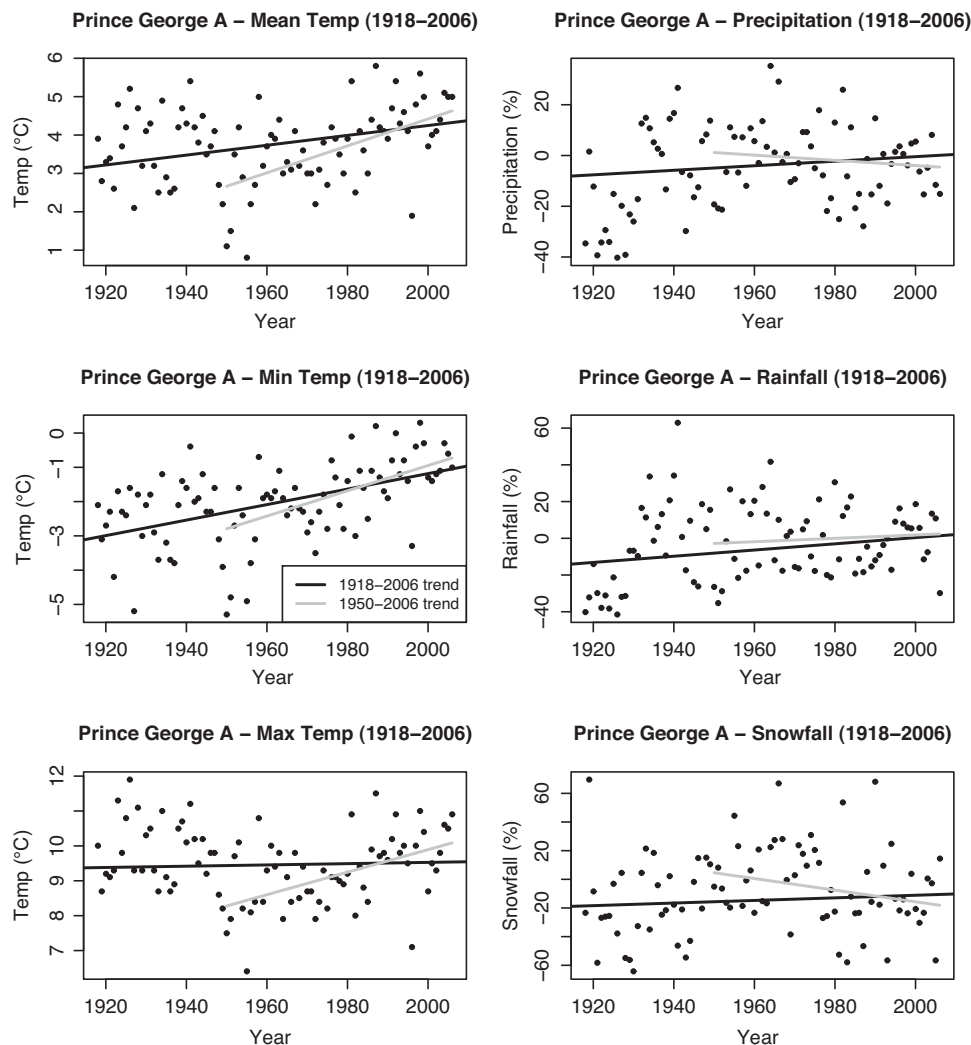 Prince George A – Mean Temp (1918–2006)
Temp (°C)
6
5
4
3
2
1
1920 1940 1960 1980 2000
Year
Prince George A – Precipitation (1918–2006)
Precipitation (%)
20
0
−20
−40
1920 1940 1960 1980 2000
Year
Prince George A – Min Temp (1918–2006)
Temp (°C)
0
−1
−3
−5
1918–2006 trend
1950–2006 trend
1920 1940 1960 1980 2000
Year
Prince George A – Rainfall (1918–2006)
Rainfall (%)
60
20
0
−40
1920 1940 1960 1980 2000
Year
Prince George A – Max Temp (1918–2006)
Temp (°C)
12
11
10
9
8
7
1920 1940 1960 1980 2000
Year
Prince George A – Snowfall (1918–2006)
Snowfall (%)
60
20
−20
−60
1920 1940 1960 1980 2000
Year